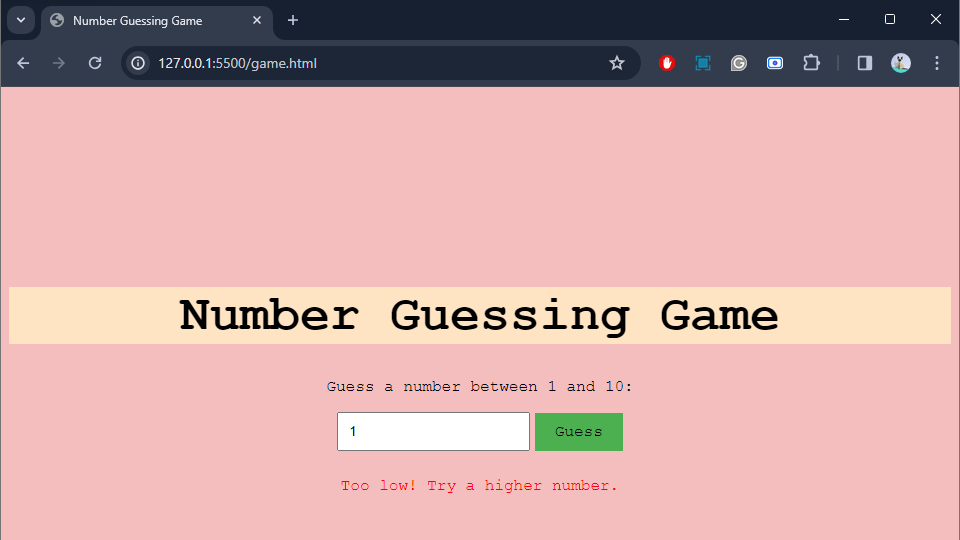 Number Guessing Game
127.0.0.1:5500/game.html
Number Guessing Game
Guess a number between 1 and 10:
1
Guess
Too low! Try a higher number.